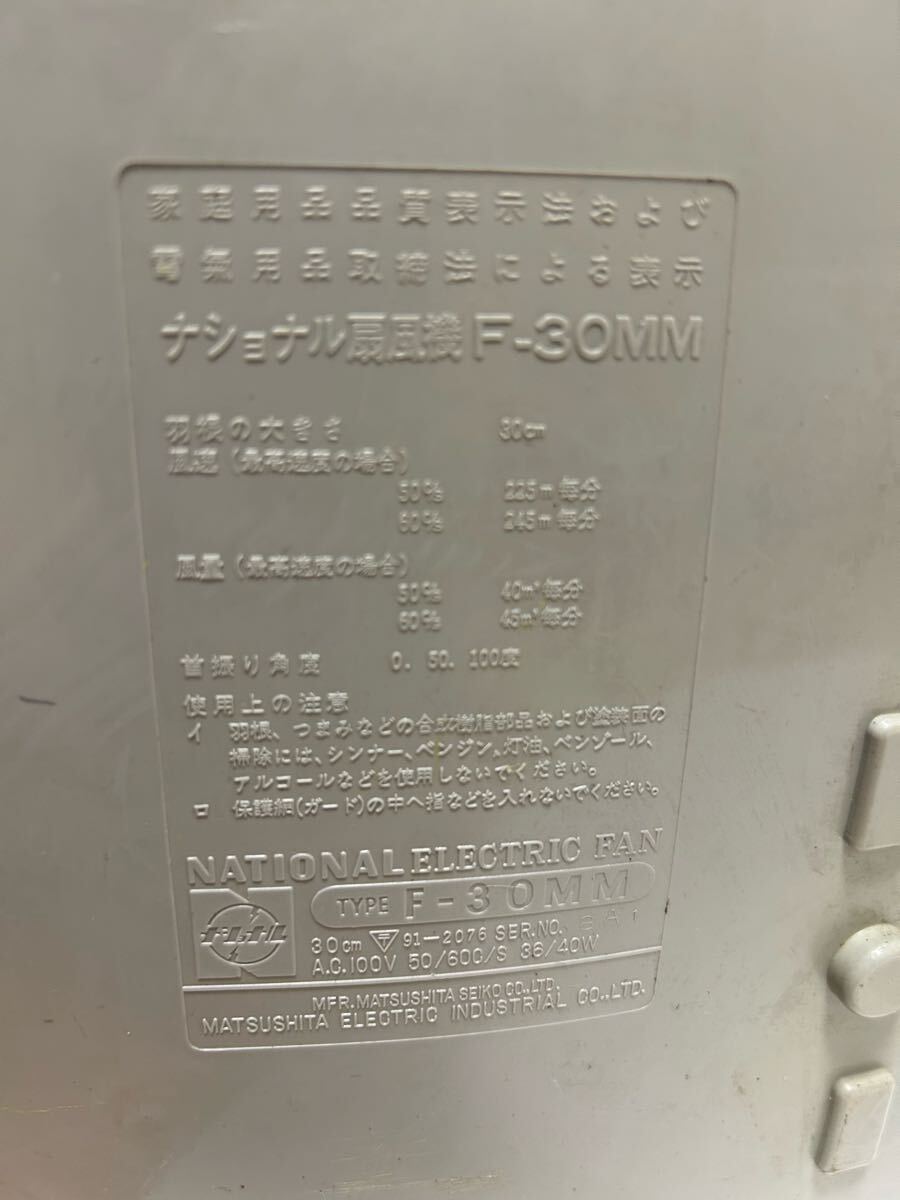 家庭用品品質表示法および
電氣用品取締法による表示
ナショナル扇風機 F-30MM
羽根の大きさ 30cm
風速(最高速度の場合)
50c/s 225m毎分
60c/s 245m毎分
風量(最高速度の場合)
50c/s 40m³毎分
60c/s 45m³毎分
首振り角度 0. 50. 100度
使用上の注意
イ 羽根、つまみなどの合成樹脂部品および塗装面の
掃除には、シンナー、ベンジン、灯油、ベンゾール、
アルコールなどを使用しないでください。
ロ 保護網(ガード)の中へ指などを入れないでください。
NATIONAL ELECTRIC FAN
TYPE F-30MM
ナショナル
30cm 〒 91-2076 SER.NO.
A.C.100V 50/60C/S 36/40W
MFR.MATSUSHITA SEIKO CO.,LTD.
MATSUSHITA ELECTRIC INDUSTRIAL CO.,LTD.